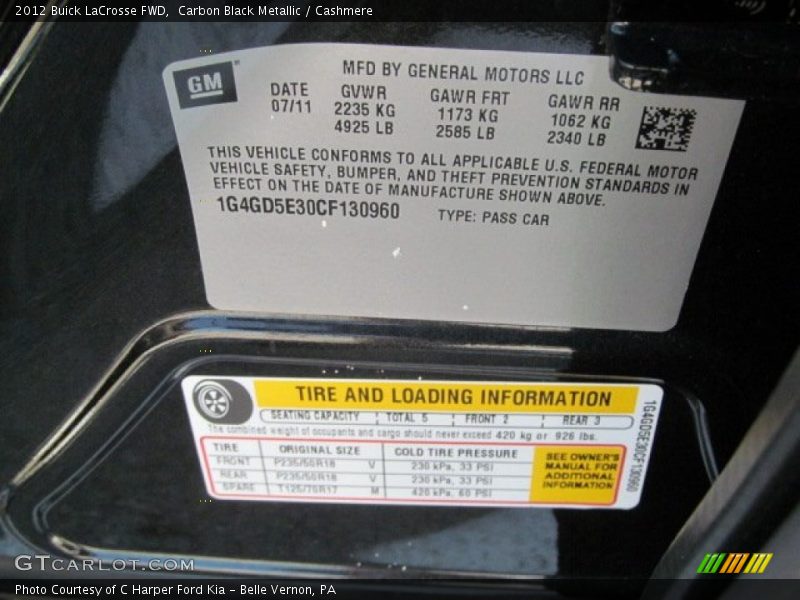 2012 Buick LaCrosse FWD,  Carbon Black Metallic / Cashmere
GM
MFD BY GENERAL MOTORS LLC
DATE GVWR GAWR FRT GAWR RR
07/11 2235 KG 1173 KG 1062 KG
4925 LB 2585 LB 2340 LB
THIS VEHICLE CONFORMS TO ALL APPLICABLE U.S. FEDERAL MOTOR
VEHICLE SAFETY, BUMPER, AND THEFT PREVENTION STANDARDS IN
EFFECT ON THE DATE OF MANUFACTURE SHOWN ABOVE.
1G4GD5E30CF130960 TYPE: PASS CAR
TIRE AND LOADING INFORMATION
SEATING CAPACITY TOTAL 5 FRONT 2 REAR 3
The combined weight of occupants and cargo should never exceed 420 kg or 926 lbs.
TIRE ORIGINAL SIZE COLD TIRE PRESSURE
FRONT P235/50R18 V 230 kPa, 33 PSI
REAR P235/50R18 V 230 kPa, 33 PSI
SPARE T125/70R17 M 420 kPa, 60 PSI
SEE OWNER'S
MANUAL FOR
ADDITIONAL
INFORMATION
1G4GD5E30CF130960
GTCARLOT.COM
Photo Courtesy of C Harper Ford Kia – Belle Vernon, PA